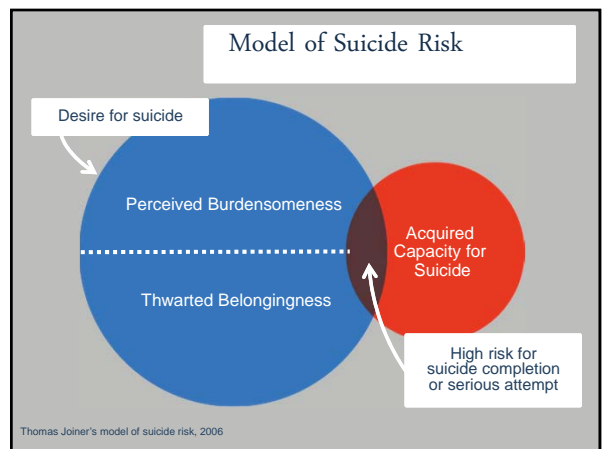 Model of Suicide Risk
Desire for suicide
Perceived Burdensomeness
Thwarted Belongingness
Acquired
Capacity for
Suicide
High risk for
suicide completion
or serious attempt
Thomas Joiner's model of suicide risk, 2006